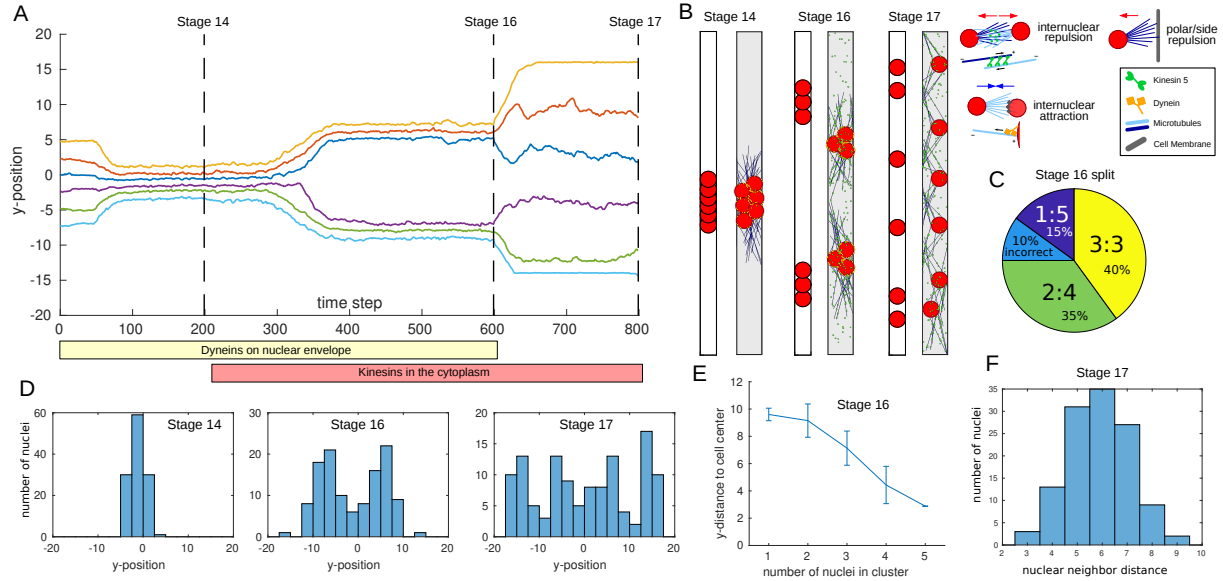 A
Stage 14
Stage 16
Stage 17
y-position
20
15
10
5
0
-5
-10
-15
-20
time step
0
100
200
300
400
500
600
700
800
Dyneins on nuclear envelope
Kinesins in the cytoplasm
B
Stage 14
Stage 16
Stage 17
internuclear
repulsion
polar/side
repulsion
internuclear
attraction
Kinesin 5
Dynein
Microtubules
Cell Membrane
C
Stage 16 split
1:5
15%
10%
incorrect
3:3
40%
2:4
35%
D
number of nuclei
60
40
20
0
Stage 14
-20
-10
0
10
20
y-position
30
20
10
0
Stage 16
-20
-10
0
10
20
y-position
20
15
10
5
0
Stage 17
-20
-10
0
10
20
y-position
E
Stage 16
y-distance to cell center
12
10
8
6
4
2
0
1
2
3
4
5
number of nuclei in cluster
F
Stage 17
number of nuclei
35
30
25
20
15
10
5
0
2
3
4
5
6
7
8
9
10
nuclear neighbor distance